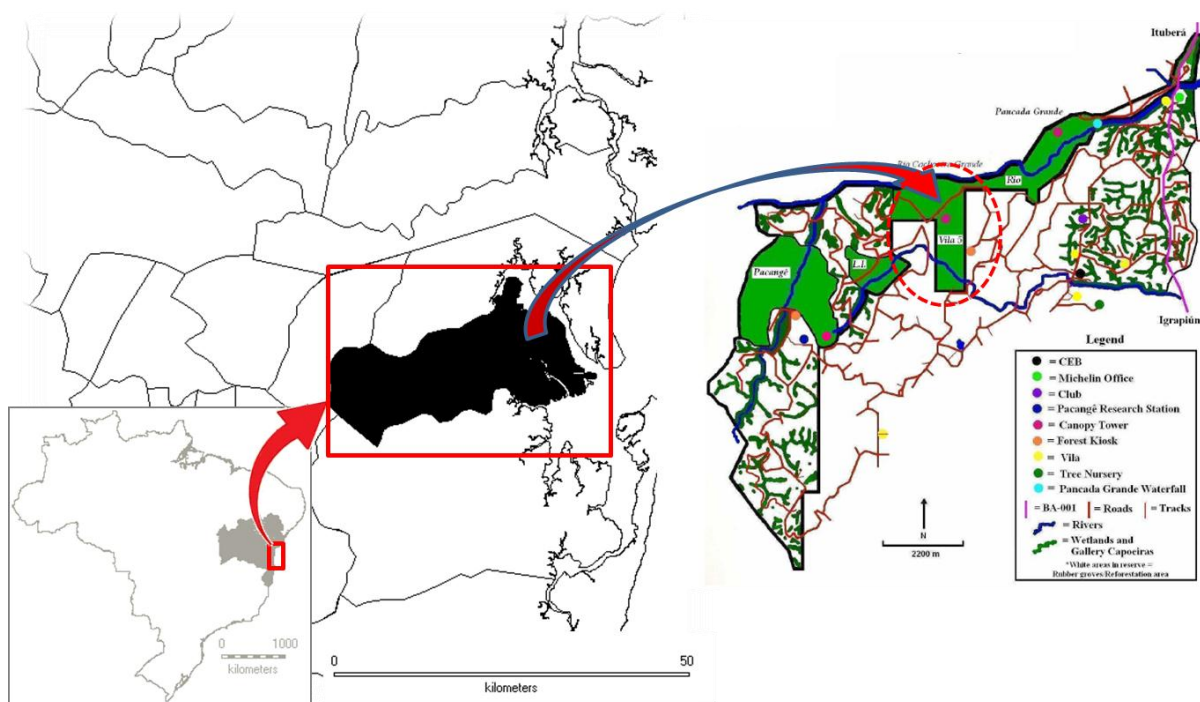 Ituberá
Pancada Grande
Rio Cachoeira Grande
Rio
Vila 5
Pacangê
L.I.
Igrapiúna
Legend
= CEB
= Michelin Office
= Club
= Pacangê Research Station
= Canopy Tower
= Forest Kiosk
= Vila
= Tree Nursery
= Pancada Grande Waterfall
= BA-001 = Roads = Tracks
= Rivers
= Wetlands and
Gallery Capoeiras
*White areas in reserve =
Rubber groves/Reforestation area
N
2200 m
0 1000
kilometers
0 50
kilometers